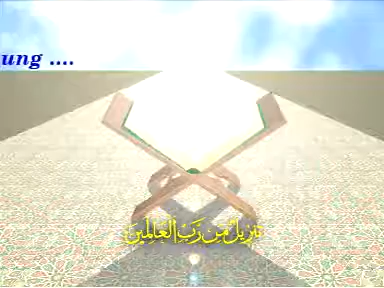 ung ....
تنزيل من رب العالمين